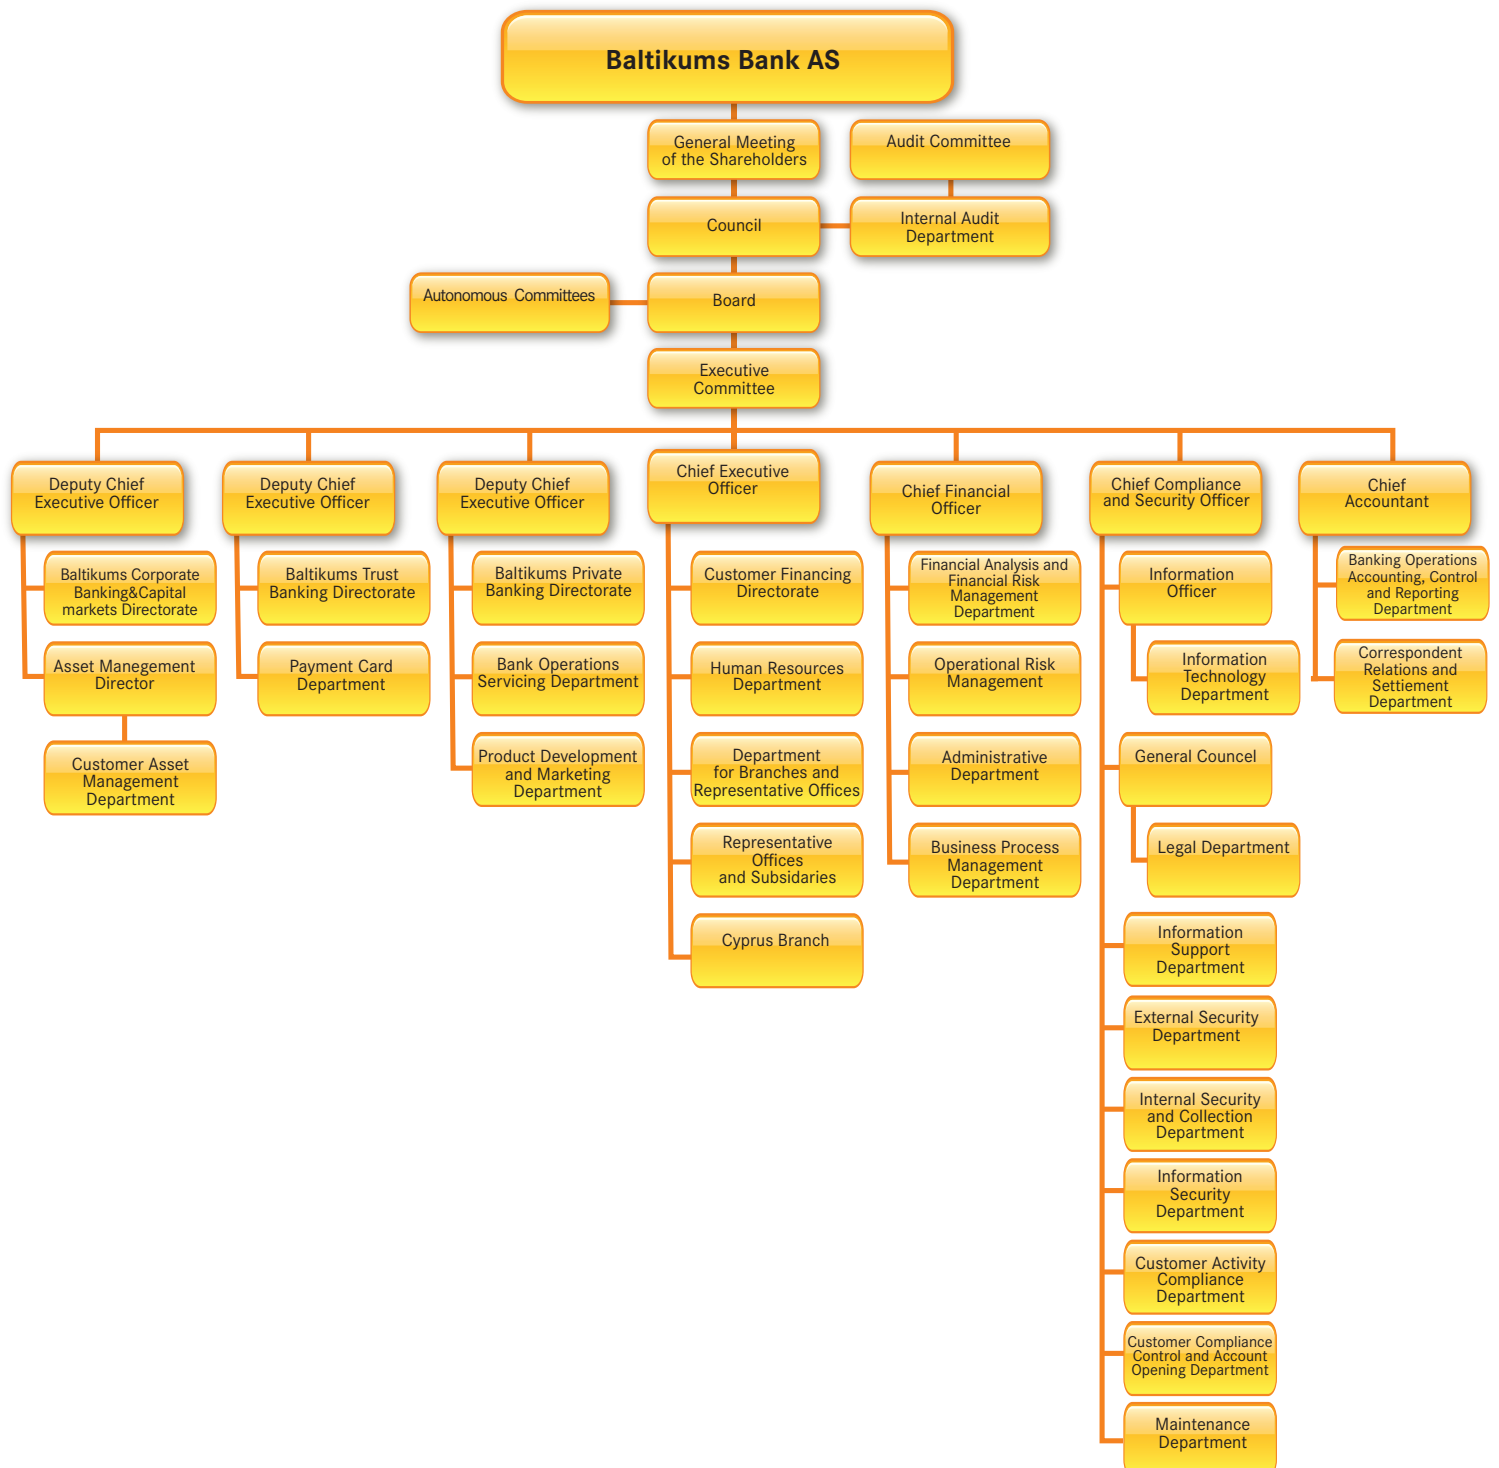 Baltikums Bank AS
General Meeting
of the Shareholders
Audit Committee
Council
Internal Audit
Department
Autonomous Committees
Board
Executive
Committee
Deputy Chief
Executive Officer
Baltikums Corporate
Banking&Capital
markets Directorate
Asset Manegement
Director
Customer Asset
Management
Department
Deputy Chief
Executive Officer
Baltikums Trust
Banking Directorate
Payment Card
Department
Deputy Chief
Executive Officer
Baltikums Private
Banking Directorate
Bank Operations
Servicing Department
Product Development
and Marketing
Department
Chief Executive
Officer
Customer Financing
Directorate
Human Resources
Department
Department
for Branches and
Representative Offices
Representative
Offices
and Subsidaries
Cyprus Branch
Chief Financial
Officer
Financial Analysis and
Financial Risk
Management
Department
Operational Risk
Management
Administrative
Department
Business Process
Management
Department
Chief Compliance
and Security Officer
Information
Officer
Information
Technology
Department
General Councel
Legal Department
Information
Support
Department
External Security
Department
Internal Security
and Collection
Department
Information
Security
Department
Customer Activity
Compliance
Department
Customer Compliance
Control and Account
Opening Department
Maintenance
Department
Chief
Accountant
Banking Operations
Accounting, Control
and Reporting
Department
Correspondent
Relations and
Settiement
Department